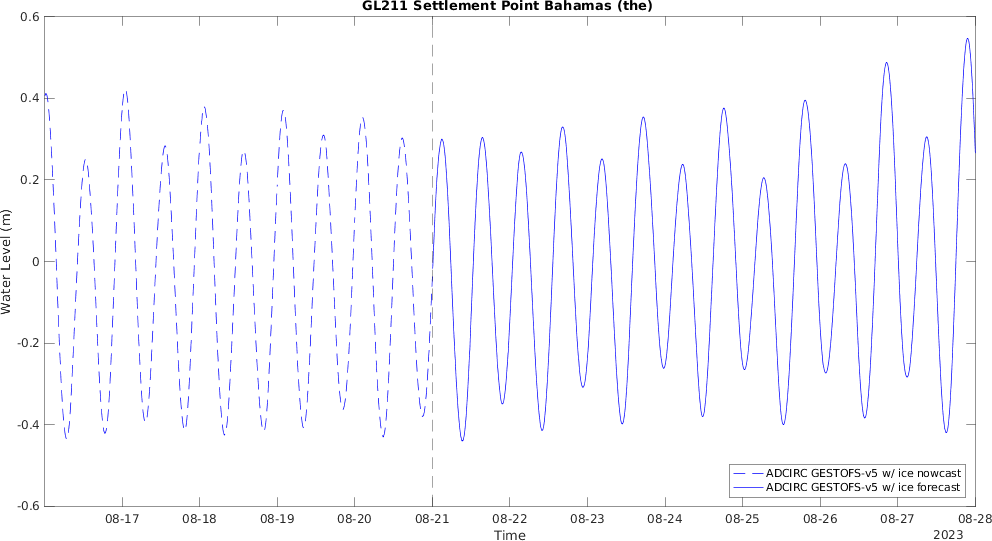 GL211 Settlement Point Bahamas (the)
0.6
0.4
0.2
0
-0.2
-0.4
-0.6
Water Level (m)
ADCIRC GESTOFS-v5 w/ ice nowcast
ADCIRC GESTOFS-v5 w/ ice forecast
08-17 08-18 08-19 08-20 08-21 08-22 08-23 08-24 08-25 08-26 08-27 08-28
Time
2023